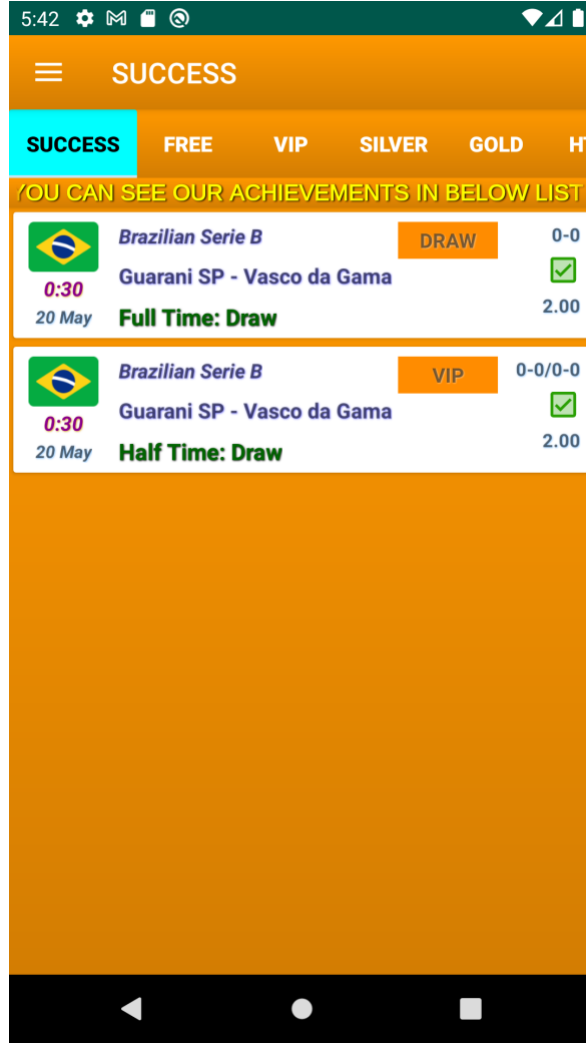 5:42
SUCCESS
SUCCESS FREE VIP SILVER GOLD
YOU CAN SEE OUR ACHIEVEMENTS IN BELOW LIST
Brazilian Serie B DRAW 0-0
Guarani SP - Vasco da Gama
0:30
20 May Full Time: Draw 2.00
Brazilian Serie B VIP 0-0/0-0
Guarani SP - Vasco da Gama
0:30
20 May Half Time: Draw 2.00